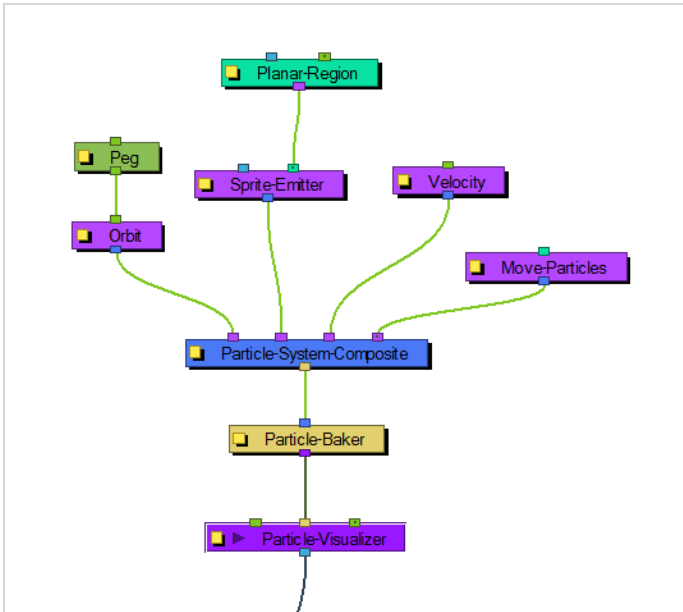 Planar-Region
Peg
Sprite-Emitter
Velocity
Orbit
Move-Particles
Particle-System-Composite
Particle-Baker
Particle-Visualizer